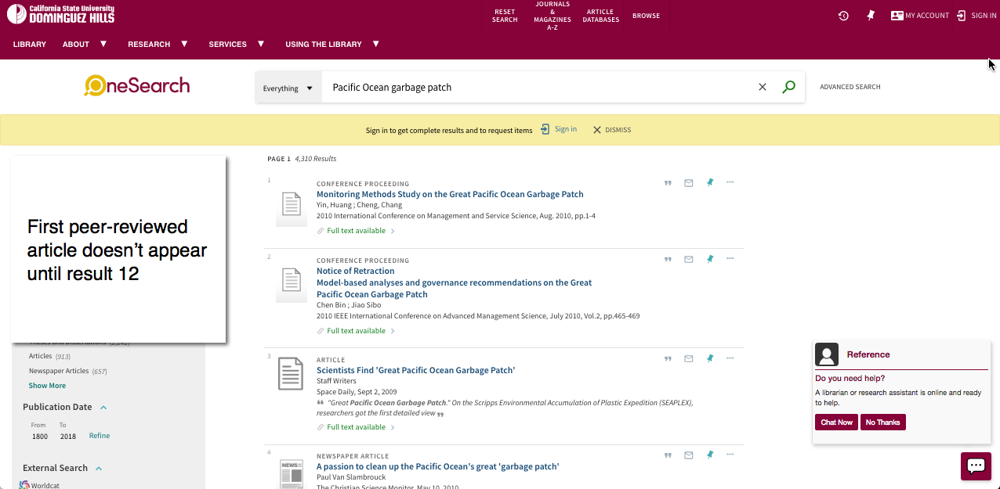 California State University
DOMINGUEZ HILLS
RESET
SEARCH
JOURNALS
&
MAGAZINES
A-Z
ARTICLE
DATABASES
BROWSE
MY ACCOUNT
SIGN IN
LIBRARY ABOUT RESEARCH SERVICES USING THE LIBRARY
OneSearch
Everything
Pacific Ocean garbage patch
ADVANCED SEARCH
Sign in to get complete results and to request items Sign in DISMISS
First peer-reviewed
article doesn't appear
until result 12
Theses and Dissertations (2,242)
Articles (913)
Newspaper Articles (657)
Show More
Publication Date
From To
1800 2018 Refine
External Search
Worldcat
PAGE 1 4,310 Results
1
CONFERENCE PROCEEDING
Monitoring Methods Study on the Great Pacific Ocean Garbage Patch
Yin, Huang ; Cheng, Chang
2010 International Conference on Management and Service Science, Aug. 2010, pp.1-4
Full text available
2
CONFERENCE PROCEEDING
Notice of Retraction
Model-based analyses and governance recommendations on the Great
Pacific Ocean Garbage Patch
Chen Bin ; Jiao Sibo
2010 IEEE International Conference on Advanced Management Science, July 2010, Vol.2, pp.465-469
Full text available
3
ARTICLE
Scientists Find 'Great Pacific Ocean Garbage Patch'
Staff Writers
Space Daily, Sept 2, 2009
"Great Pacific Ocean Garbage Patch." On the Scripps Environmental Accumulation of Plastic Expedition (SEAPLEX),
researchers got the first detailed view
Full text available
4
NEWS
NEWSPAPER ARTICLE
A passion to clean up the Pacific Ocean's great 'garbage patch'
Paul Van Slambrouck
The Christian Science Monitor, May 10, 2010
Reference
Do you need help?
A librarian or research assistant is online and ready
to help.
Chat Now No Thanks